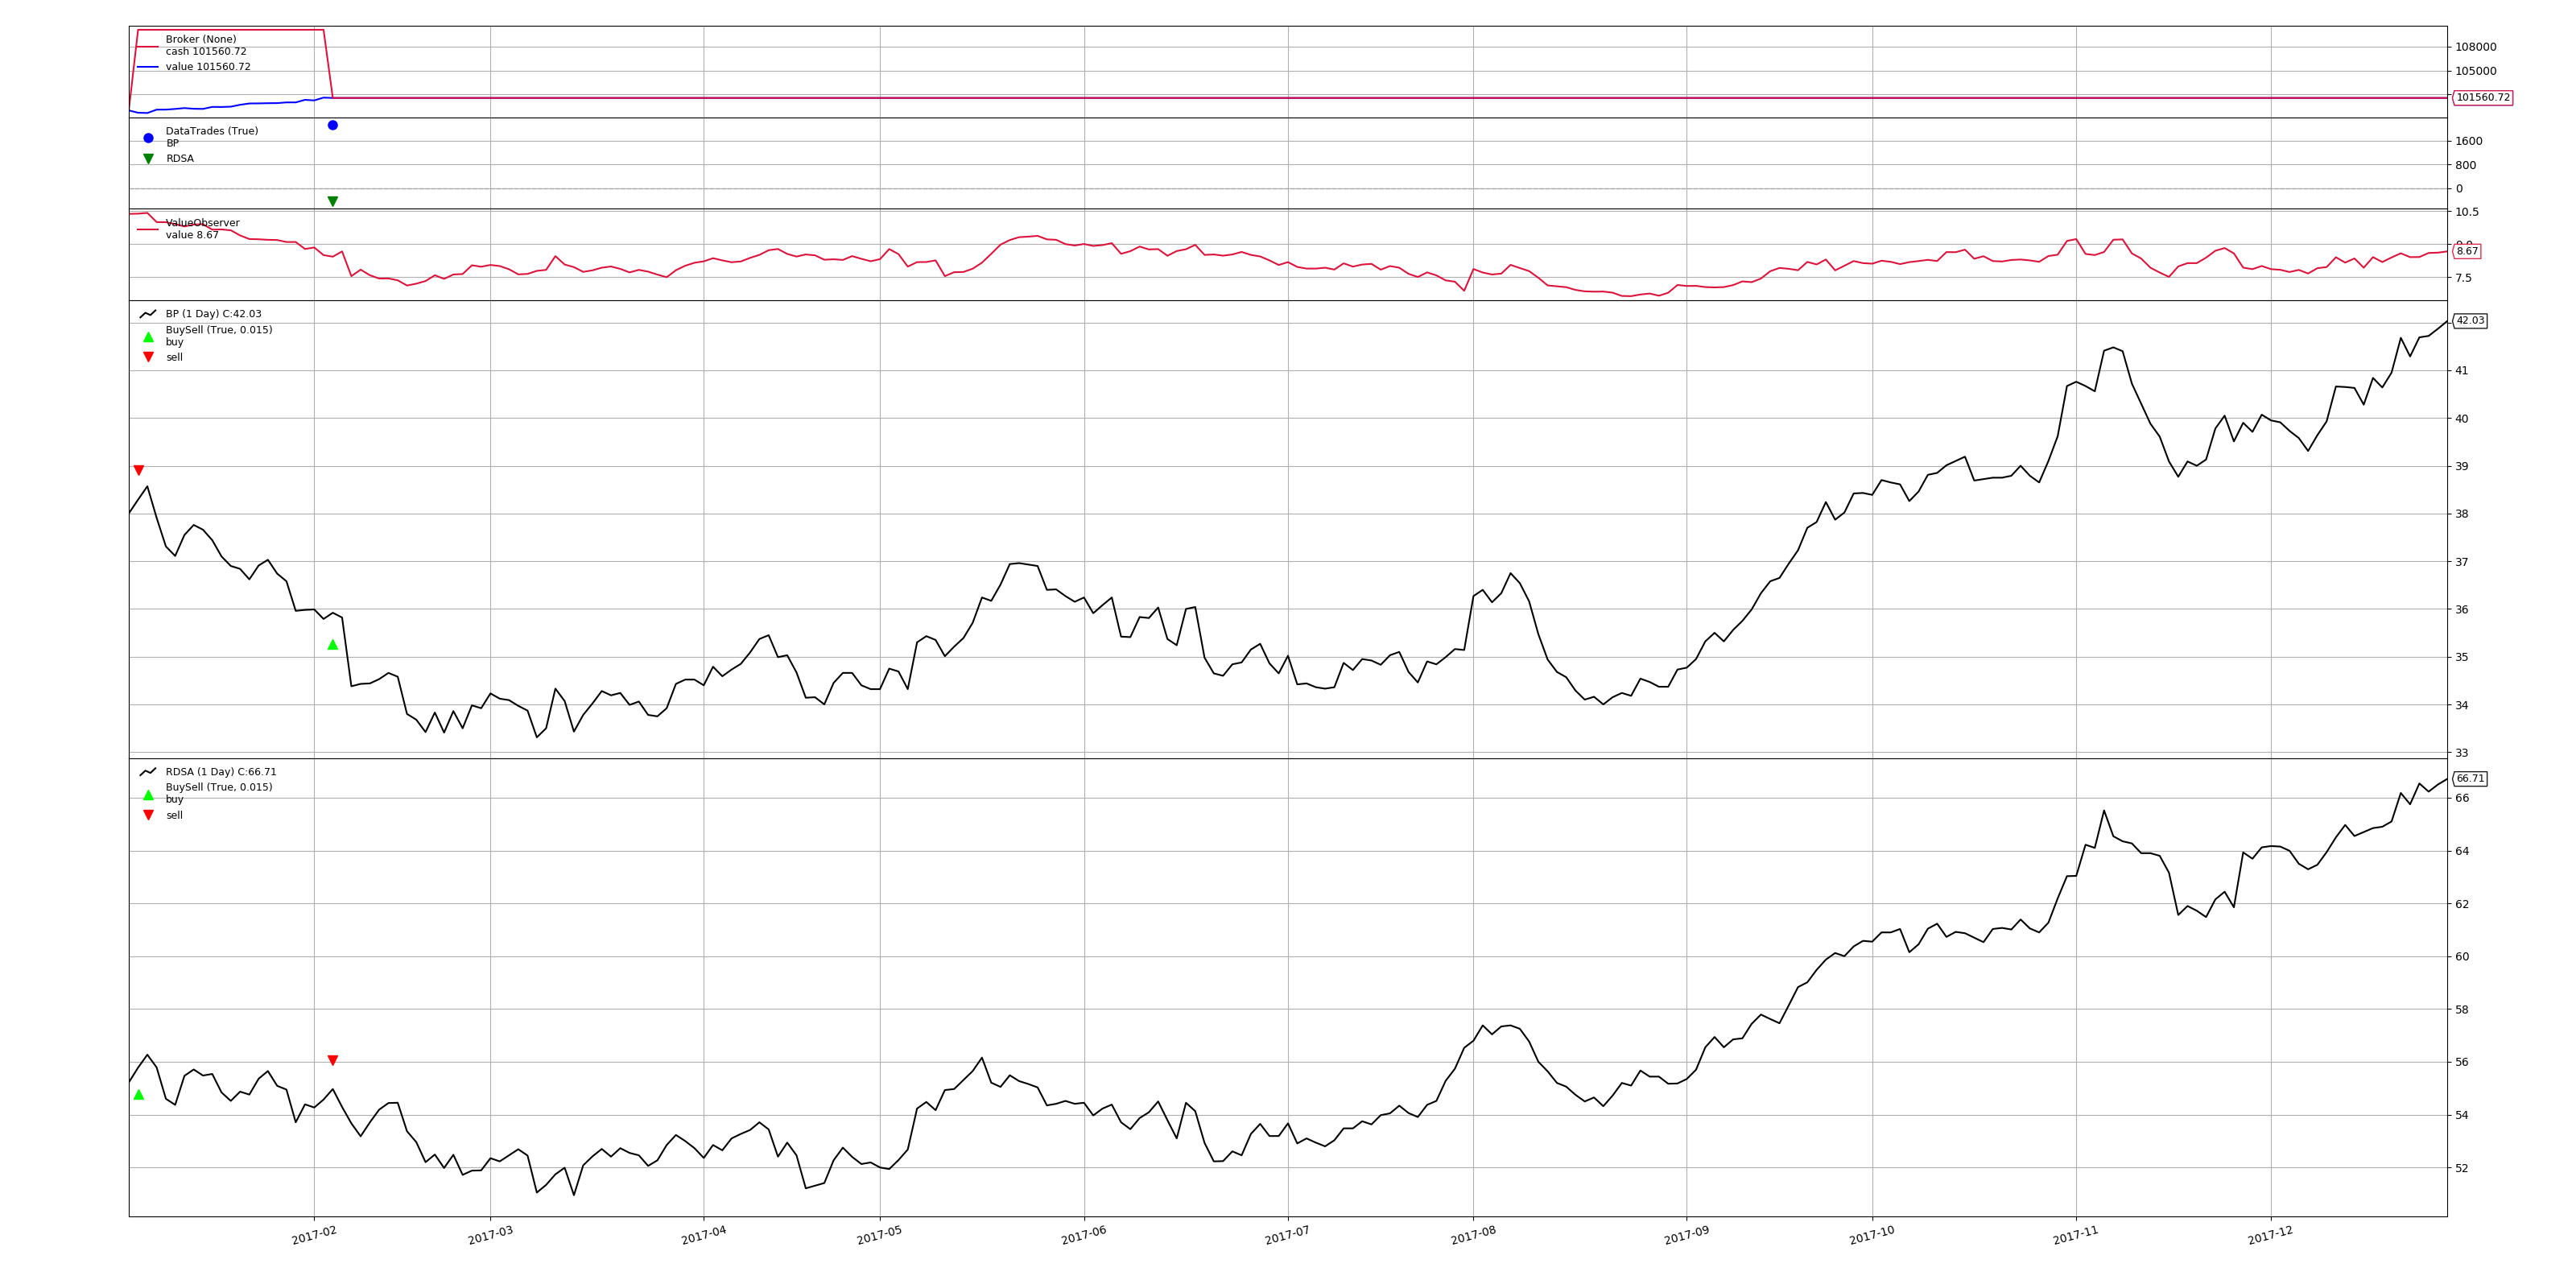 Broker (None)
cash 101560.72
value 101560.72
108000
105000
101560.72
DataTrades (True)
BP
RDSA
1600
800
0
ValueObserver
value 8.67
10.5
9.0
8.67
7.5
BP (1 Day) C:42.03
BuySell (True, 0.015)
buy
sell
42.03
41
40
39
38
37
36
35
34
33
RDSA (1 Day) C:66.71
BuySell (True, 0.015)
buy
sell
66.71
66
64
62
60
58
56
54
52
2017-02
2017-03
2017-04
2017-05
2017-06
2017-07
2017-08
2017-09
2017-10
2017-11
2017-12